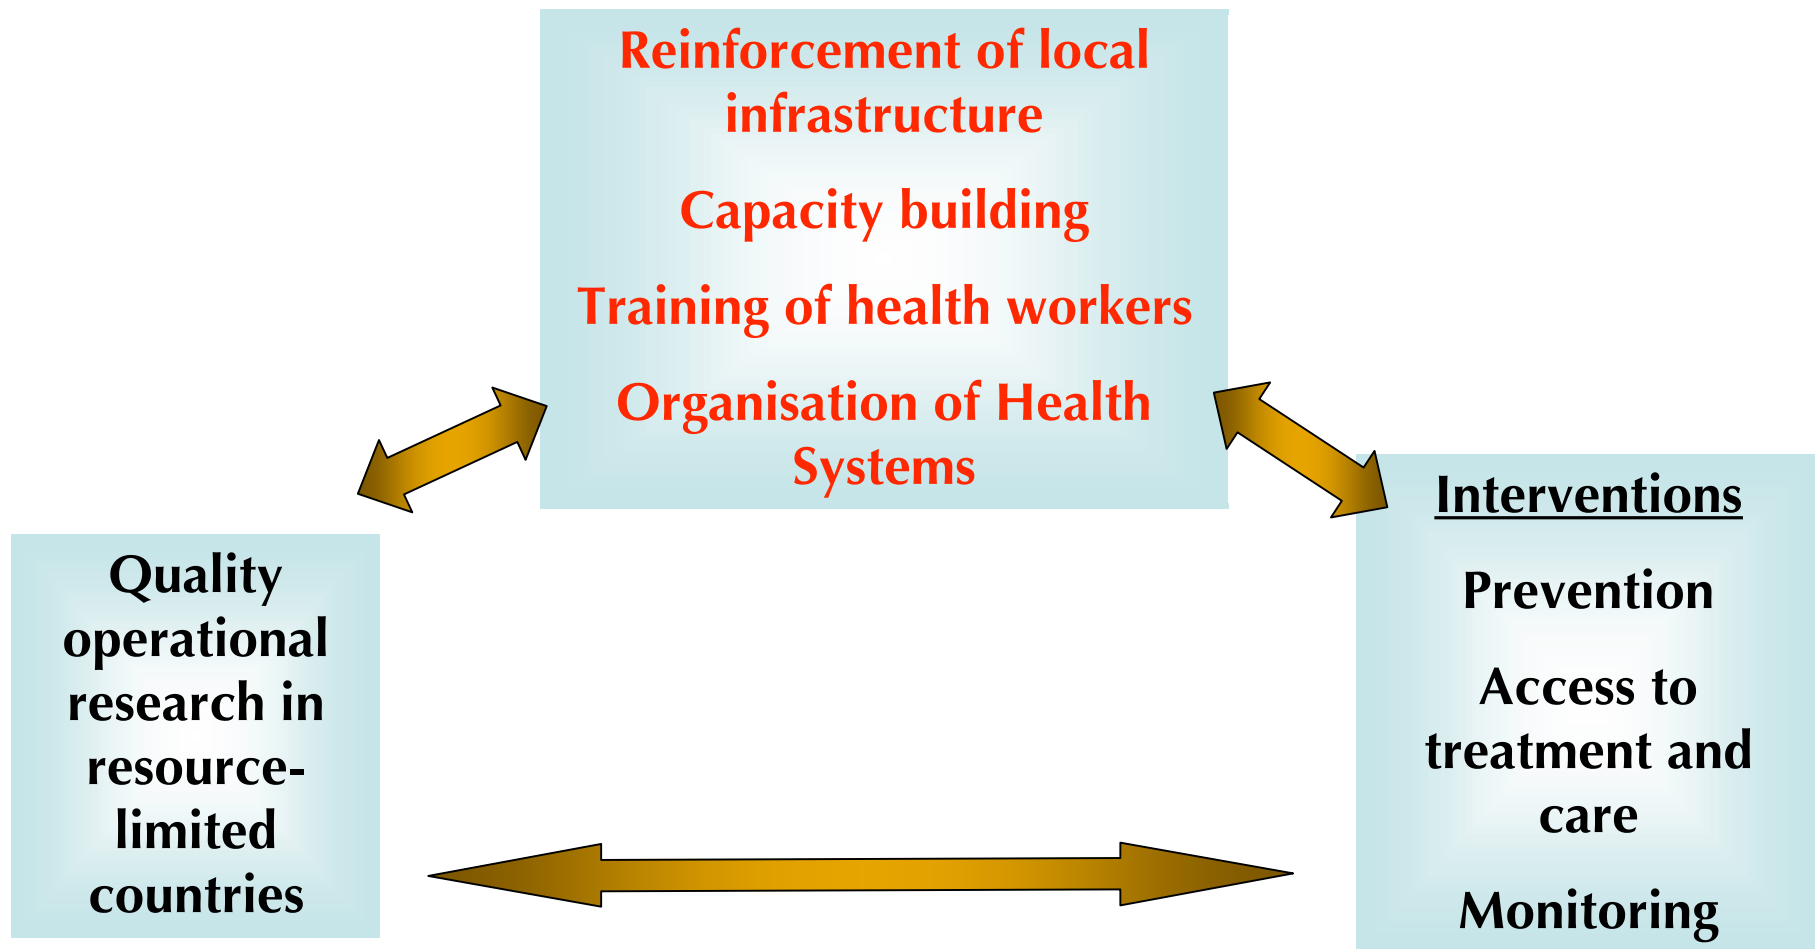 Reinforcement of local
infrastructure
Capacity building
Training of health workers
Organisation of Health
Systems
Quality
operational
research in
resource-
limited
countries
Interventions
Prevention
Access to
treatment and
care
Monitoring